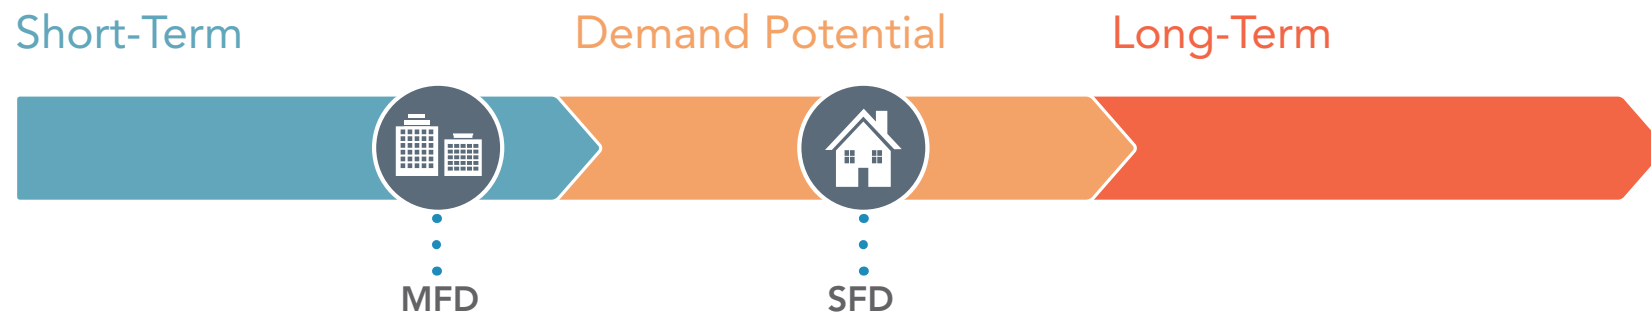 Short-Term
Demand Potential
Long-Term
MFD
SFD